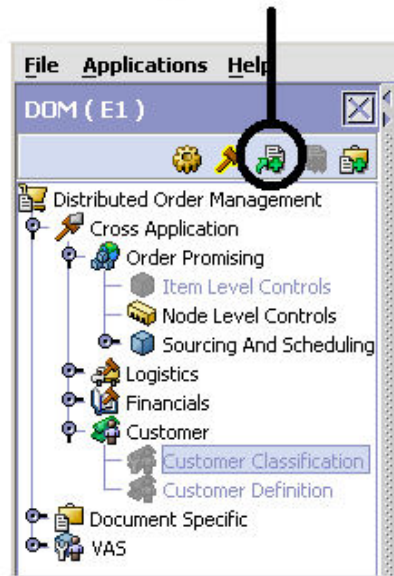 File Applications Help
DOM ( E1 )
Distributed Order Management
Cross Application
Order Promising
Item Level Controls
Node Level Controls
Sourcing And Scheduling
Logistics
Financials
Customer
Customer Classification
Customer Definition
Document Specific
VAS